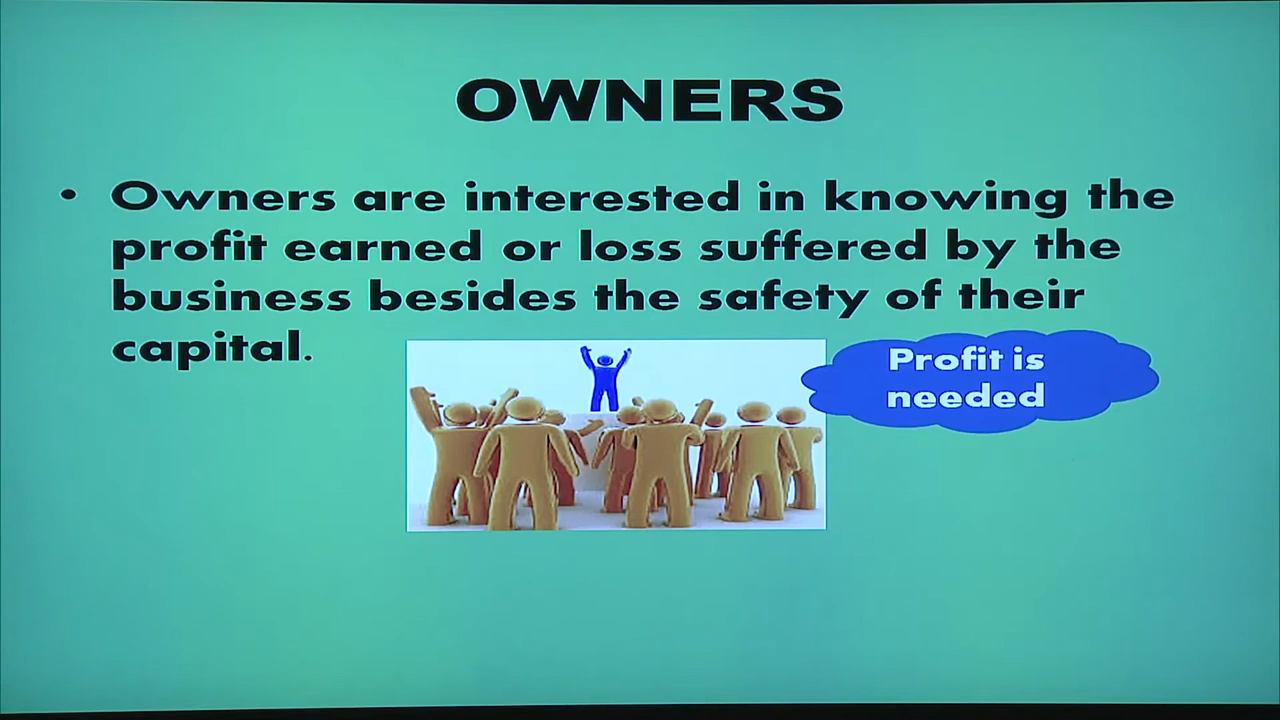 OWNERS
• Owners are interested in knowing the
profit earned or loss suffered by the
business besides the safety of their
capital.
Profit is
needed